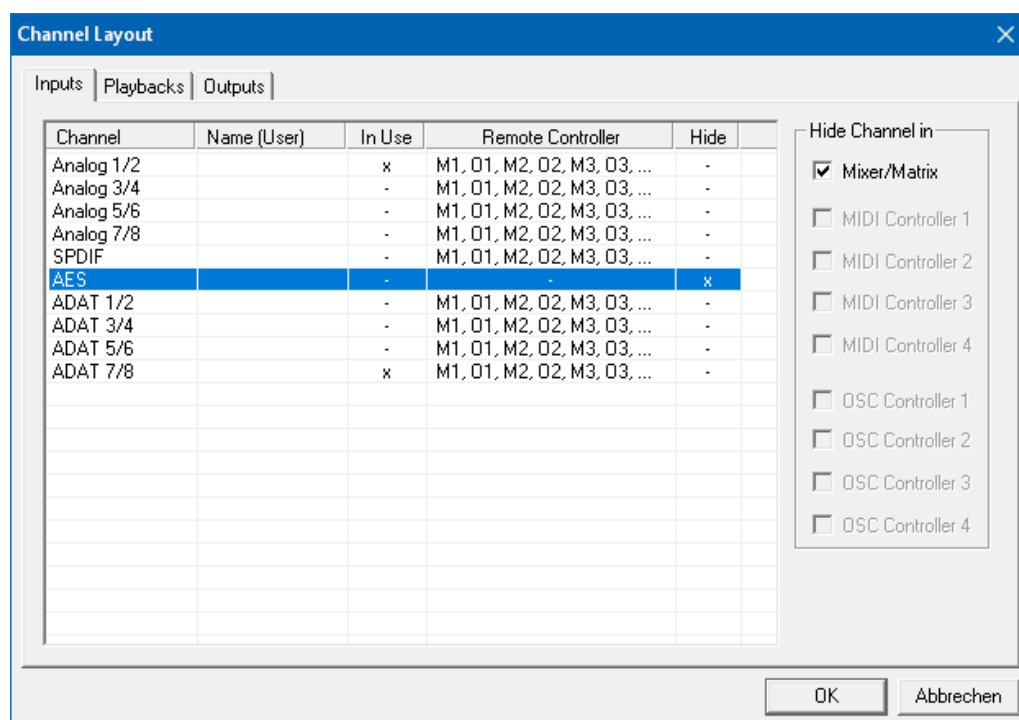 Channel Layout
Inputs Playbacks Outputs
Channel Name (User) In Use Remote Controller Hide
Analog 1/2 x M1, O1, M2, O2, M3, O3, ... -
Analog 3/4 - M1, O1, M2, O2, M3, O3, ... -
Analog 5/6 - M1, O1, M2, O2, M3, O3, ... -
Analog 7/8 - M1, O1, M2, O2, M3, O3, ... -
SPDIF - M1, O1, M2, O2, M3, O3, ... -
AES - - x
ADAT 1/2 - M1, O1, M2, O2, M3, O3, ... -
ADAT 3/4 - M1, O1, M2, O2, M3, O3, ... -
ADAT 5/6 - M1, O1, M2, O2, M3, O3, ... -
ADAT 7/8 x M1, O1, M2, O2, M3, O3, ... -
Hide Channel in
Mixer/Matrix
MIDI Controller 1
MIDI Controller 2
MIDI Controller 3
MIDI Controller 4
OSC Controller 1
OSC Controller 2
OSC Controller 3
OSC Controller 4
OK Abbrechen